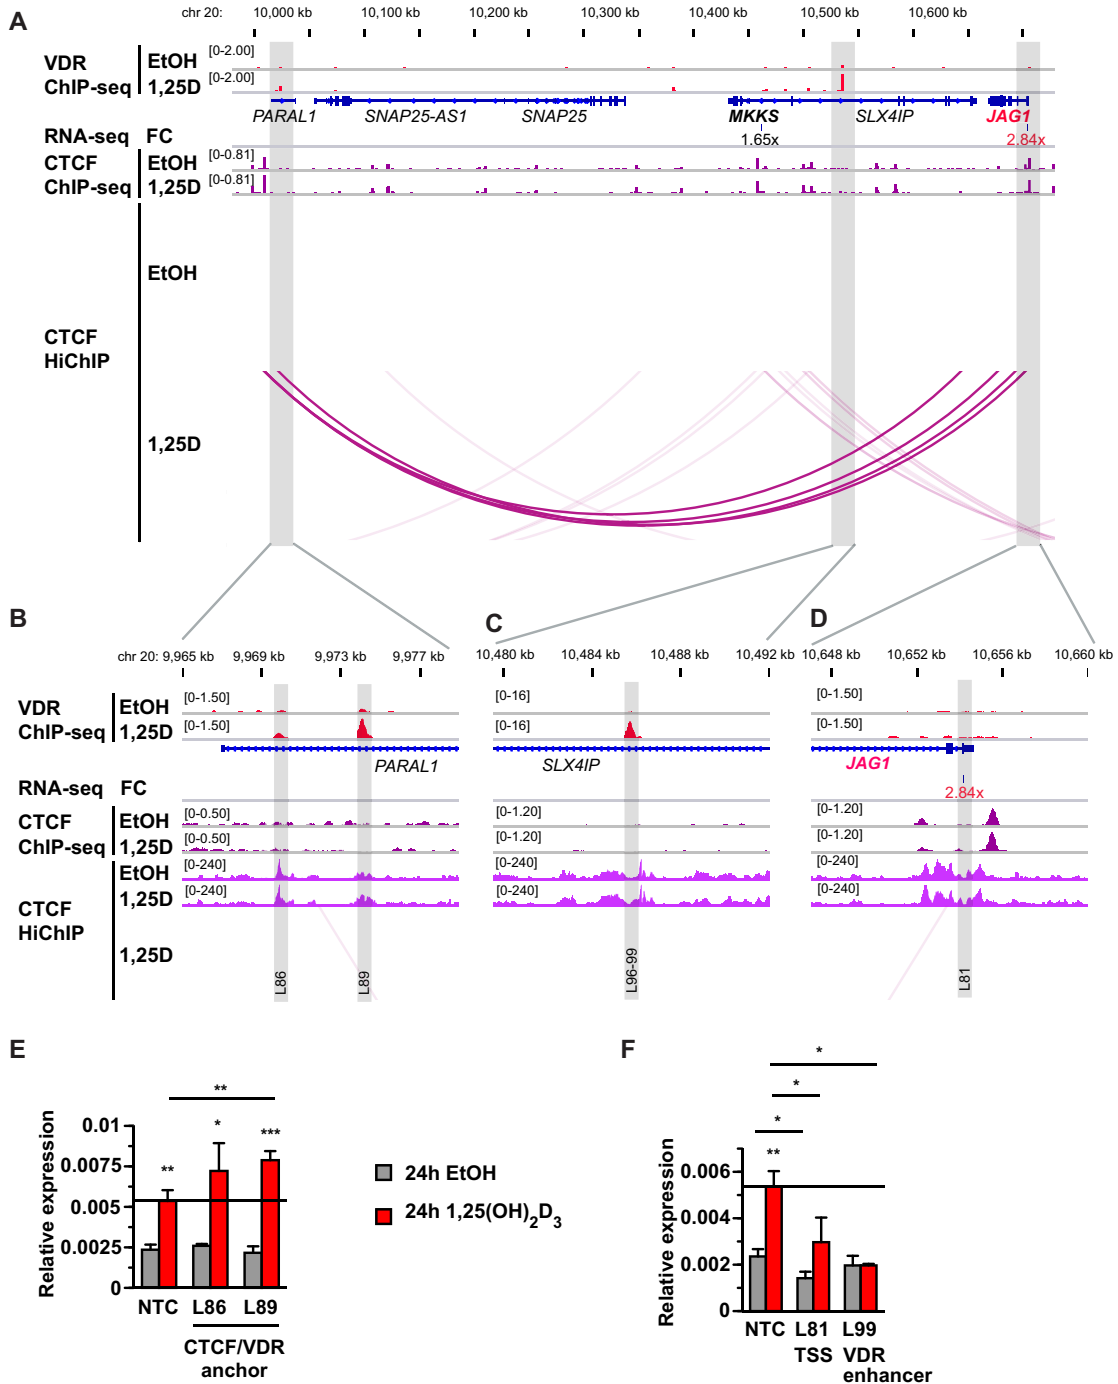 A
chr 20: 10,000 kb 10,100 kb 10,200 kb 10,300 kb 10,400 kb 10,500 kb 10,600 kb
VDR ChIP-seq
EtOH [0-2.00]
1,25D [0-2.00]
PARAL1 SNAP25-AS1 SNAP25 MKKS SLX4IP JAG1
RNA-seq FC 1.65x 2.84x
CTCF ChIP-seq
EtOH [0-0.81]
1,25D [0-0.81]
EtOH
CTCF
HiChIP
1,25D
B C D
chr 20: 9,965 kb 9,969 kb 9,973 kb 9,977 kb 10,480 kb 10,484 kb 10,488 kb 10,492 kb 10,648 kb 10,652 kb 10,656 kb 10,660 kb
VDR ChIP-seq
EtOH [0-1.50] [0-16] [0-1.50]
1,25D [0-1.50] [0-16] [0-1.50]
PARAL1 SLX4IP JAG1
RNA-seq FC 2.84x
CTCF ChIP-seq
EtOH [0-0.50] [0-1.20] [0-1.20]
1,25D [0-0.50] [0-1.20] [0-1.20]
EtOH [0-240] [0-240] [0-240]
1,25D [0-240] [0-240] [0-240]
CTCF
HiChIP
1,25D
L86 L89 L96-99 L81
E
Relative expression
0.01
0.0075
0.005
0.0025
0
** ** * ***
NTC L86 L89
CTCF/VDR
anchor
24h EtOH
24h 1,25(OH)2D3
F
Relative expression
0.006
0.004
0.002
0
* * * **
NTC L81 L99
TSS VDR
enhancer